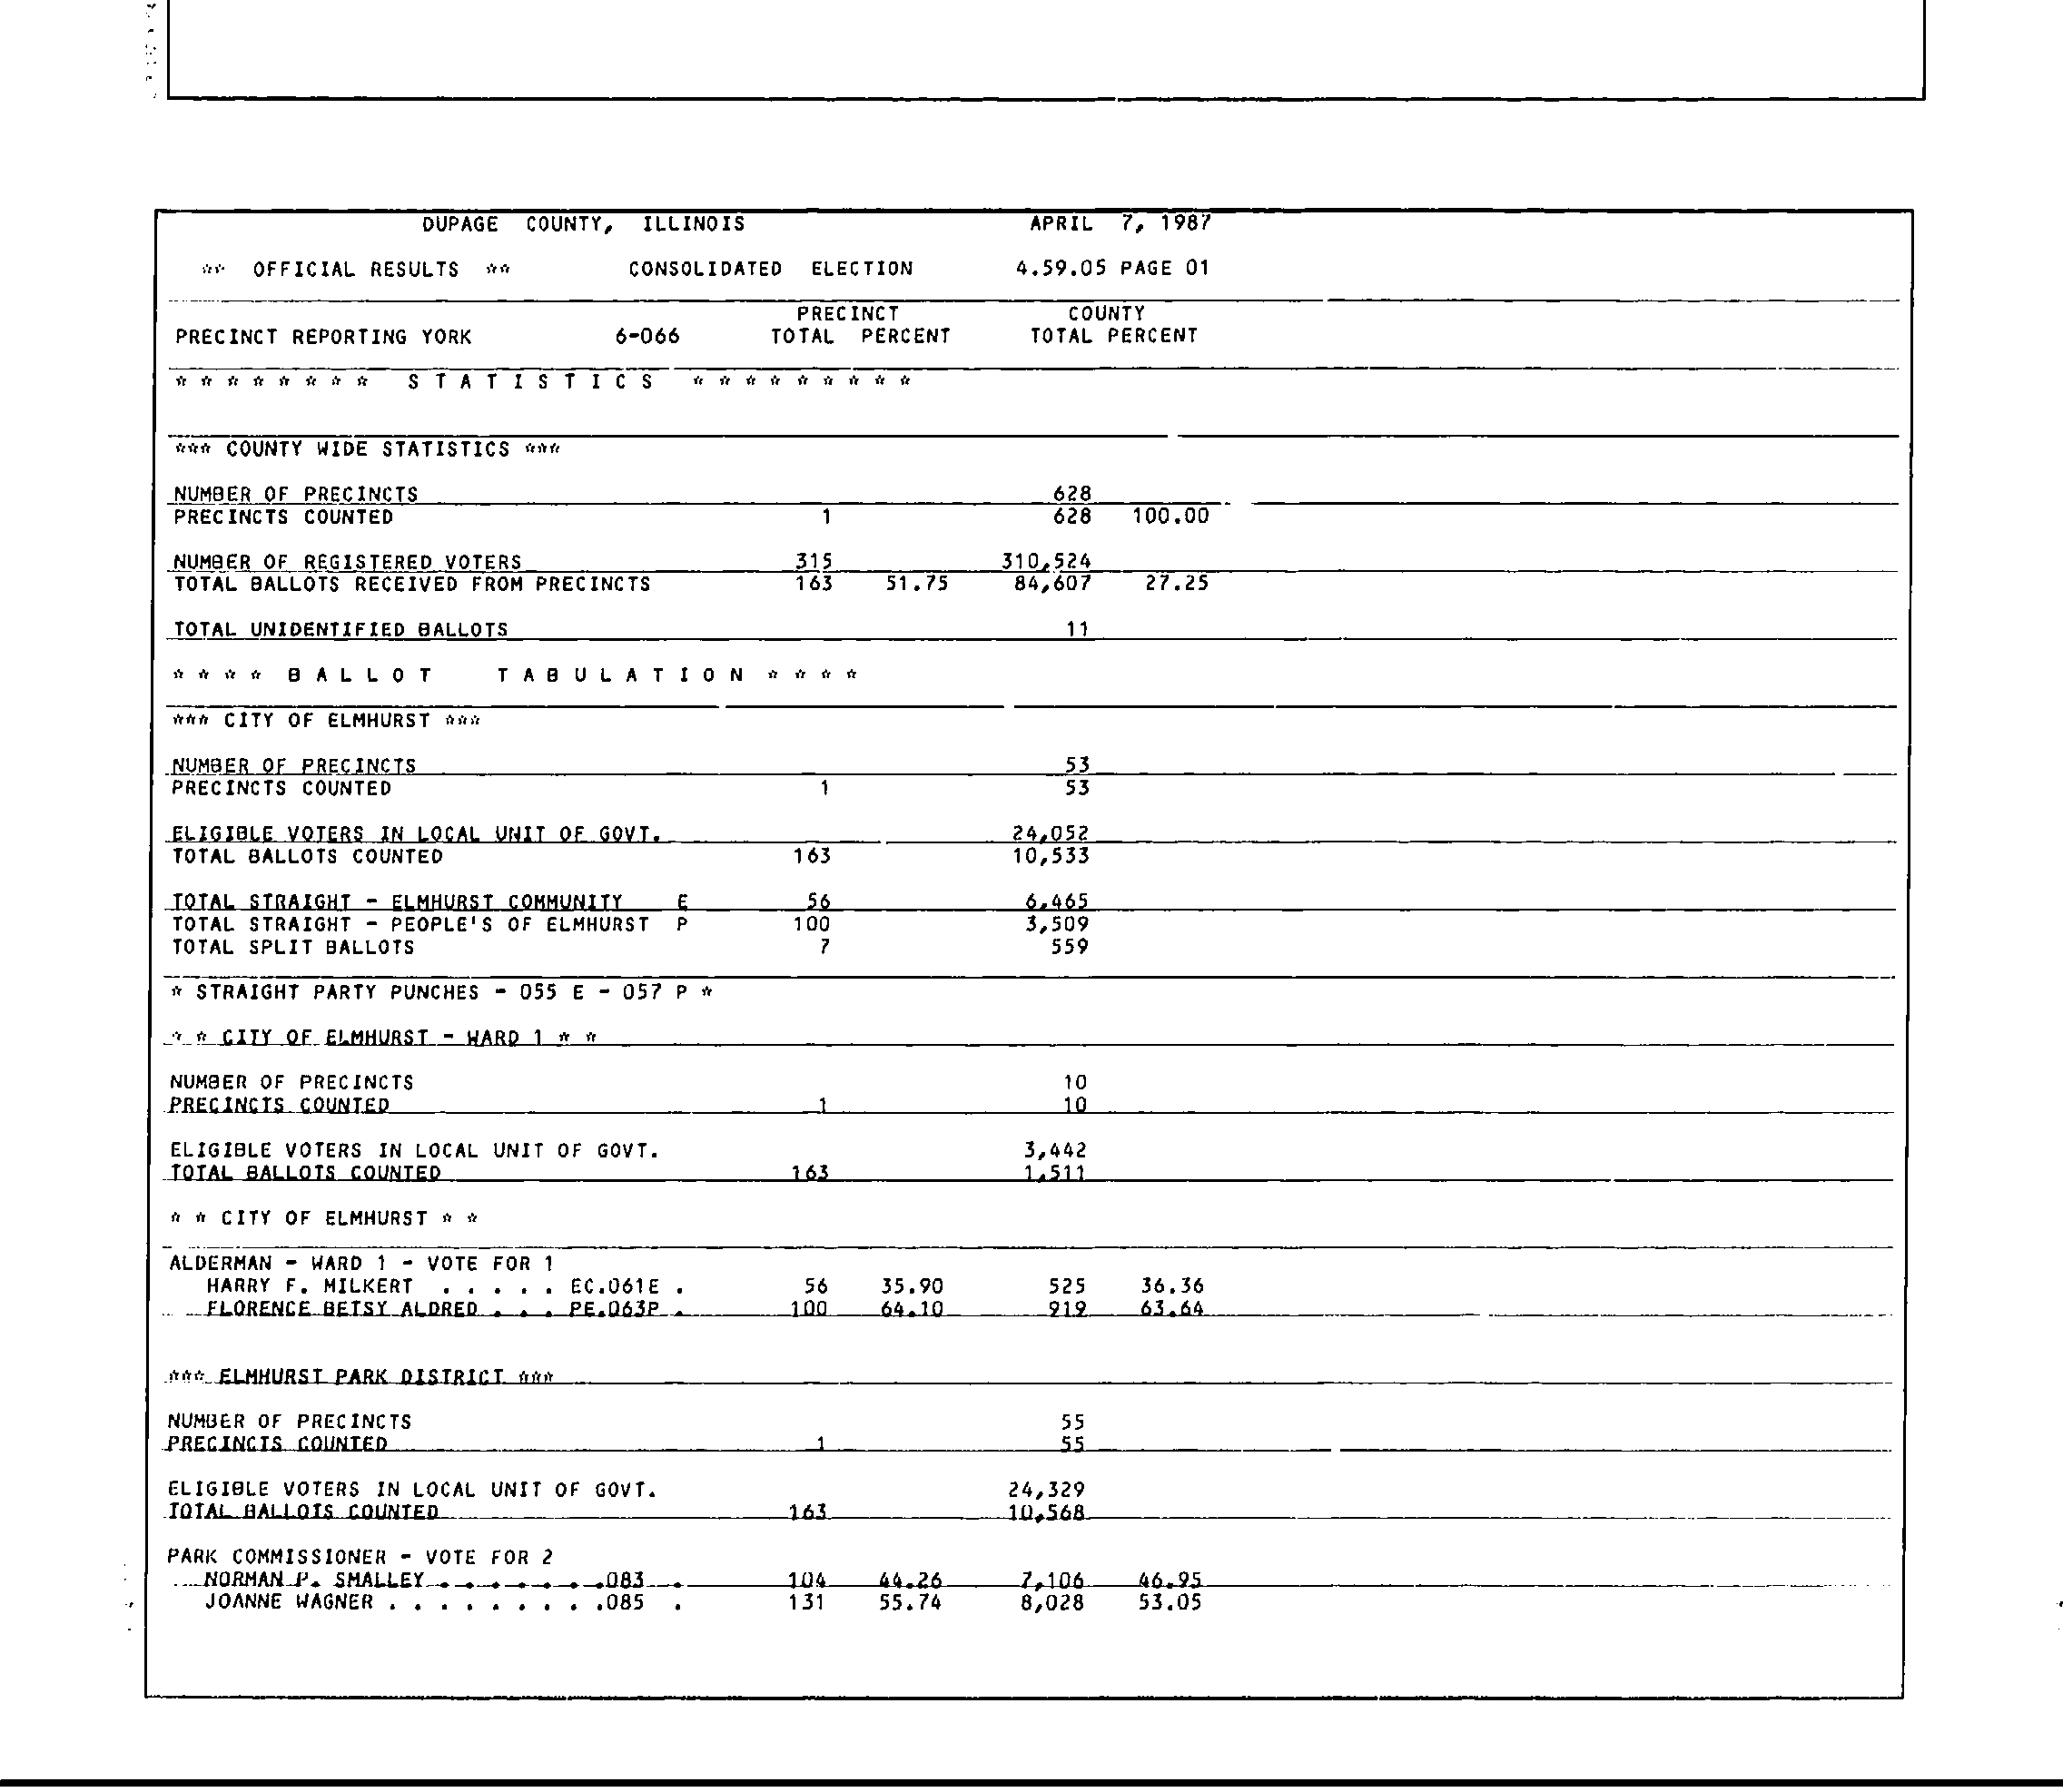 DUPAGE COUNTY, ILLINOIS APRIL 7, 1987
** OFFICIAL RESULTS ** CONSOLIDATED ELECTION 4.59.05 PAGE 01
PRECINCT COUNTY
PRECINCT REPORTING YORK 6-066 TOTAL PERCENT TOTAL PERCENT
* * * * * * * * S T A T I S T I C S * * * * * * * * *
*** COUNTY WIDE STATISTICS ***
NUMBER OF PRECINCTS 628
PRECINCTS COUNTED 1 628 100.00
NUMBER OF REGISTERED VOTERS 315 310,524
TOTAL BALLOTS RECEIVED FROM PRECINCTS 163 51.75 84,607 27.25
TOTAL UNIDENTIFIED BALLOTS 11
* * * * B A L L O T T A B U L A T I O N * * * *
*** CITY OF ELMHURST ***
NUMBER OF PRECINCTS 53
PRECINCTS COUNTED 1 53
ELIGIBLE VOTERS IN LOCAL UNIT OF GOVT. 24,052
TOTAL BALLOTS COUNTED 163 10,533
TOTAL STRAIGHT - ELMHURST COMMUNITY E 56 6,465
TOTAL STRAIGHT - PEOPLE'S OF ELMHURST P 100 3,509
TOTAL SPLIT BALLOTS 7 559
* STRAIGHT PARTY PUNCHES - 055 E - 057 P *
* * CITY OF ELMHURST - WARD 1 * *
NUMBER OF PRECINCTS 10
PRECINCTS COUNTED 1 10
ELIGIBLE VOTERS IN LOCAL UNIT OF GOVT. 3,442
TOTAL BALLOTS COUNTED 163 1,511
* * CITY OF ELMHURST * *
ALDERMAN - WARD 1 - VOTE FOR 1
HARRY F. MILKERT . . . . . EC.061E . 56 35.90 525 36.36
FLORENCE BETSY ALDRED . . . PE.063P . 100 64.10 919 63.64
*** ELMHURST PARK DISTRICT ***
NUMBER OF PRECINCTS 55
PRECINCTS COUNTED 1 55
ELIGIBLE VOTERS IN LOCAL UNIT OF GOVT. 24,329
TOTAL BALLOTS COUNTED 163 10,568
PARK COMMISSIONER - VOTE FOR 2
NORMAN P. SMALLEY . . . . . . .083 . 104 44.26 7,106 46.95
JOANNE WAGNER . . . . . . . . .085 . 131 55.74 8,028 53.05